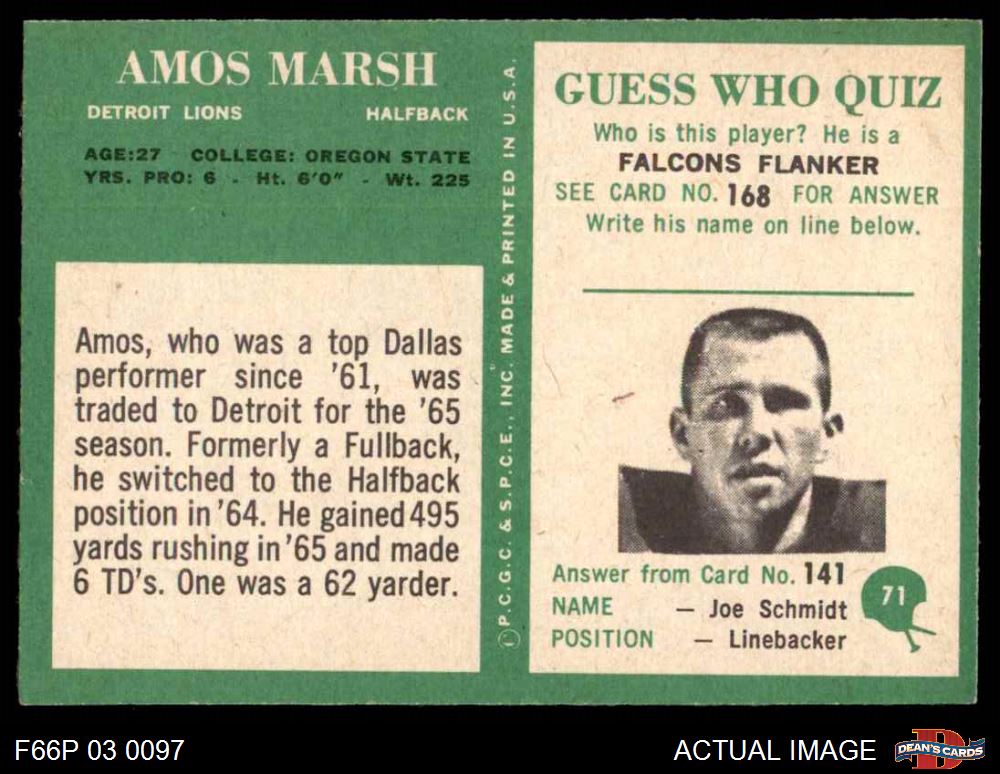 AMOS MARSH
DETROIT LIONS HALFBACK
AGE:27 COLLEGE: OREGON STATE
YRS. PRO: 6 - Ht. 6'0" - Wt. 225
Amos, who was a top Dallas
performer since '61, was
traded to Detroit for the '65
season. Formerly a Fullback,
he switched to the Halfback
position in '64. He gained 495
yards rushing in '65 and made
6 TD's. One was a 62 yarder.
Ⓒ P.C.G.C. & S.P.C.E., INC. MADE & PRINTED IN U.S.A.
GUESS WHO QUIZ
Who is this player? He is a
FALCONS FLANKER
SEE CARD NO. 168 FOR ANSWER
Write his name on line below.
Answer from Card No. 141
NAME — Joe Schmidt
POSITION — Linebacker
71
F66P 03 0097
ACTUAL IMAGE
D
DEAN'S CARDS